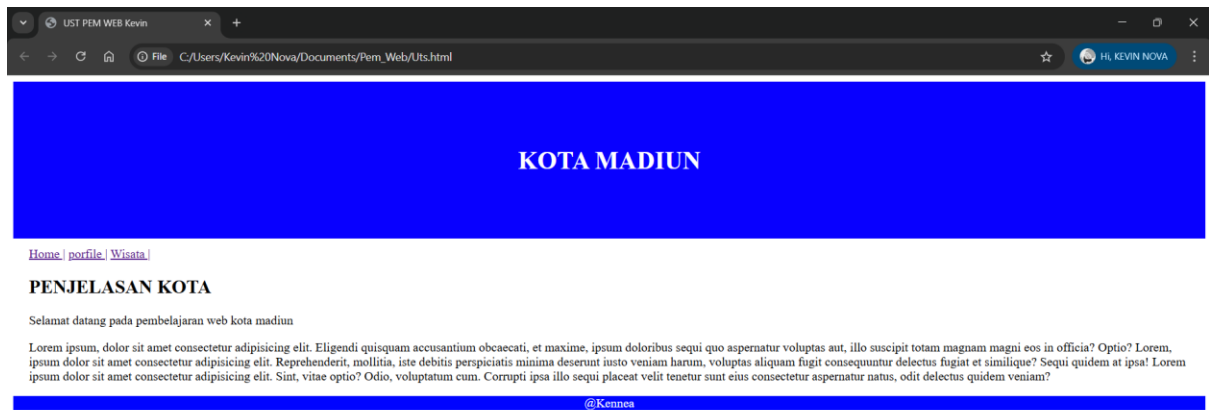 UST PEM WEB Kevin
File C:/Users/Kevin%20Nova/Documents/Pem_Web/Uts.html
Hi, KEVIN NOVA
KOTA MADIUN
Home | porfile | Wisata |
PENJELASAN KOTA
Selamat datang pada pembelajaran web kota madiun
Lorem ipsum, dolor sit amet consectetur adipisicing elit. Eligendi quisquam accusantium obcaecati, et maxime, ipsum doloribus sequi quo aspernatur voluptas aut, illo suscipit totam magnam magni eos in officia? Optio? Lorem,
ipsum dolor sit amet consectetur adipisicing elit. Reprehenderit, mollitia, iste debitis perspiciatis minima deserunt iusto veniam harum, voluptas aliquam fugit consequuntur delectus fugiat et similique? Sequi quidem at ipsa! Lorem
ipsum dolor sit amet consectetur adipisicing elit. Sint, vitae optio? Odio, voluptatum cum. Corrupti ipsa illo sequi placeat velit tenetur sunt eius consectetur aspernatur natus, odit delectus quidem veniam?
@Kennea